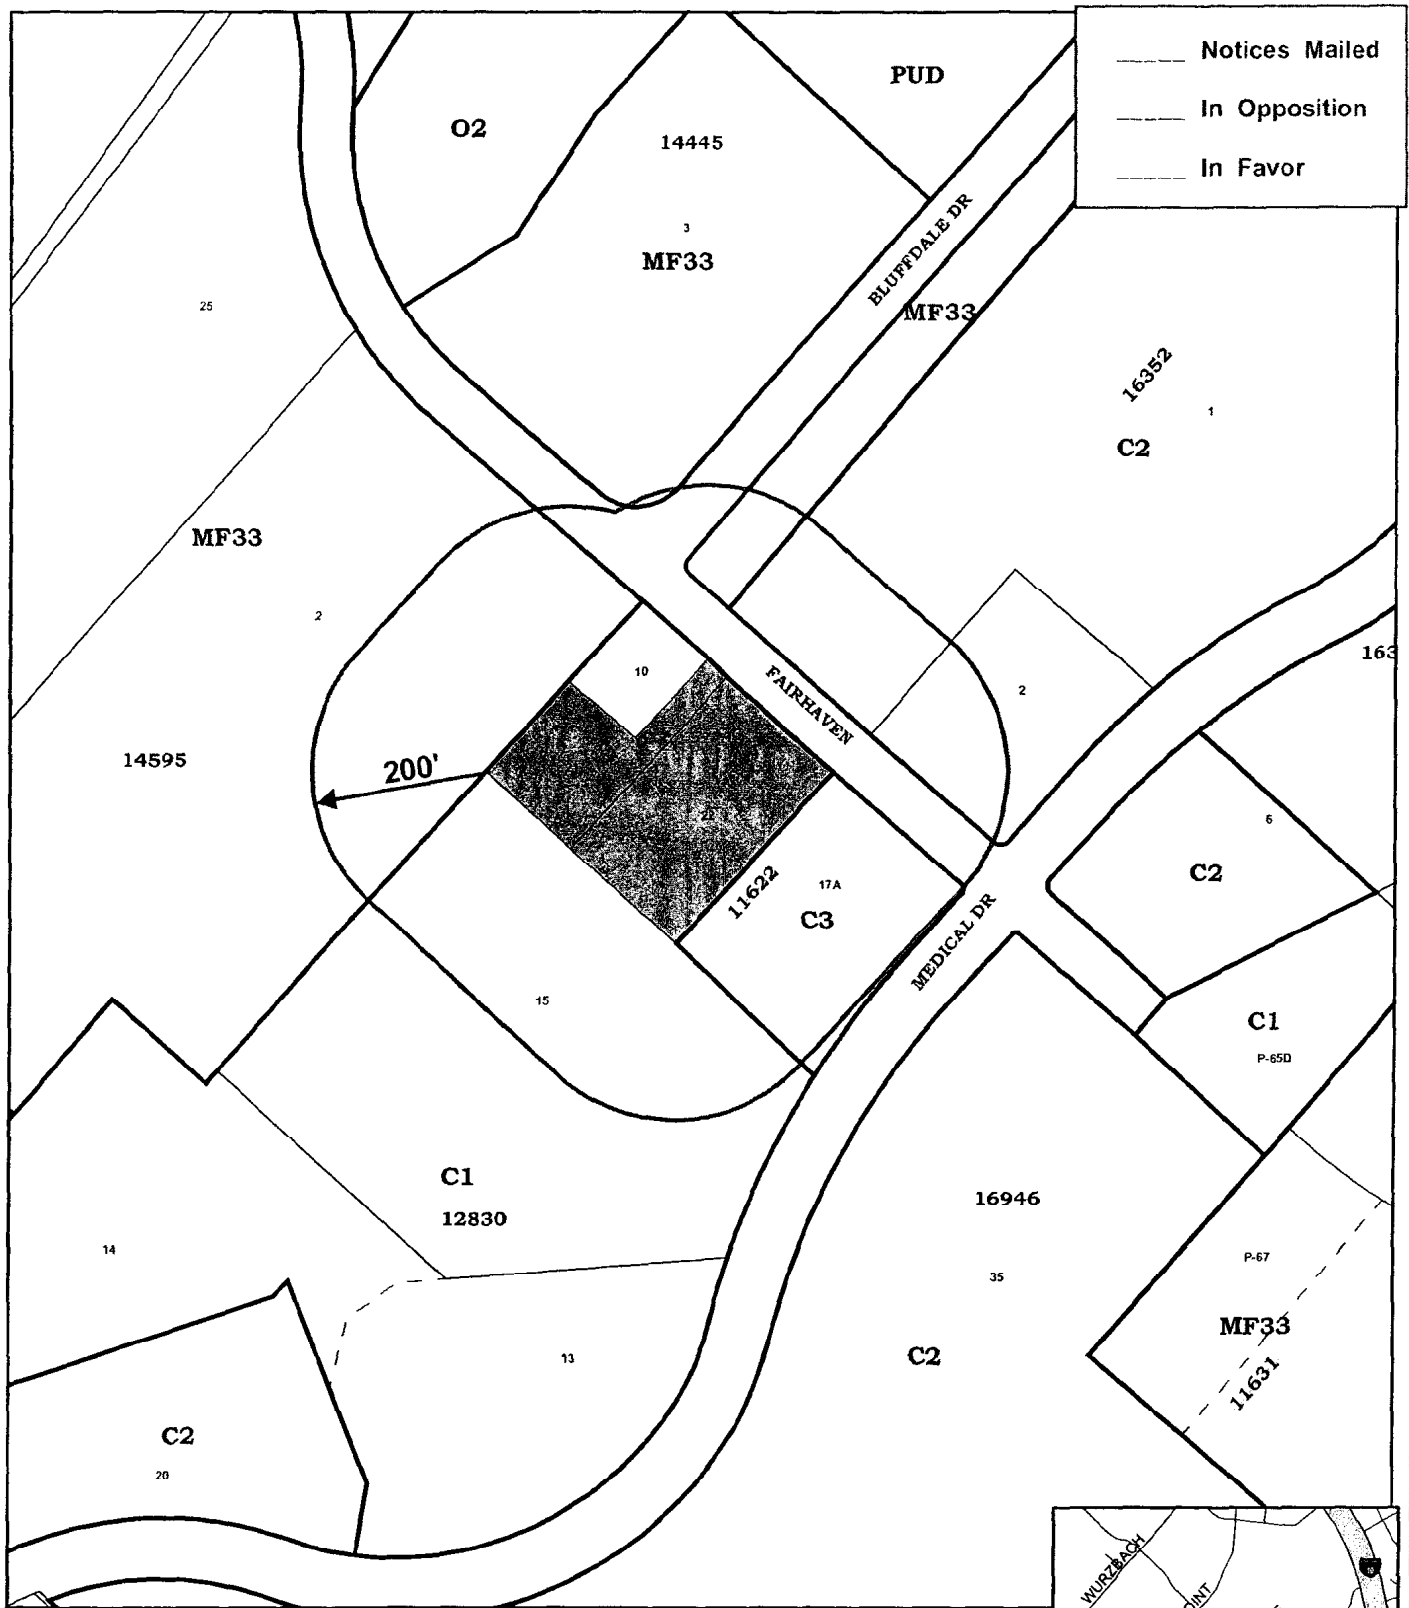 Notices Mailed
In Opposition
In Favor
PUD
O2
14445
3
MF33
BLUFFDALE DR
MF33
25
16352
1
C2
MF33
2
14595
200'
10
FAIRHAVEN
2
163
22
11622
17A
C3
6
C2
MEDICAL DR
15
C1
P-65D
C1
12830
16946
14
P-67
35
13
MF33
11631
C2
C2
20
WURZBACH
OINT